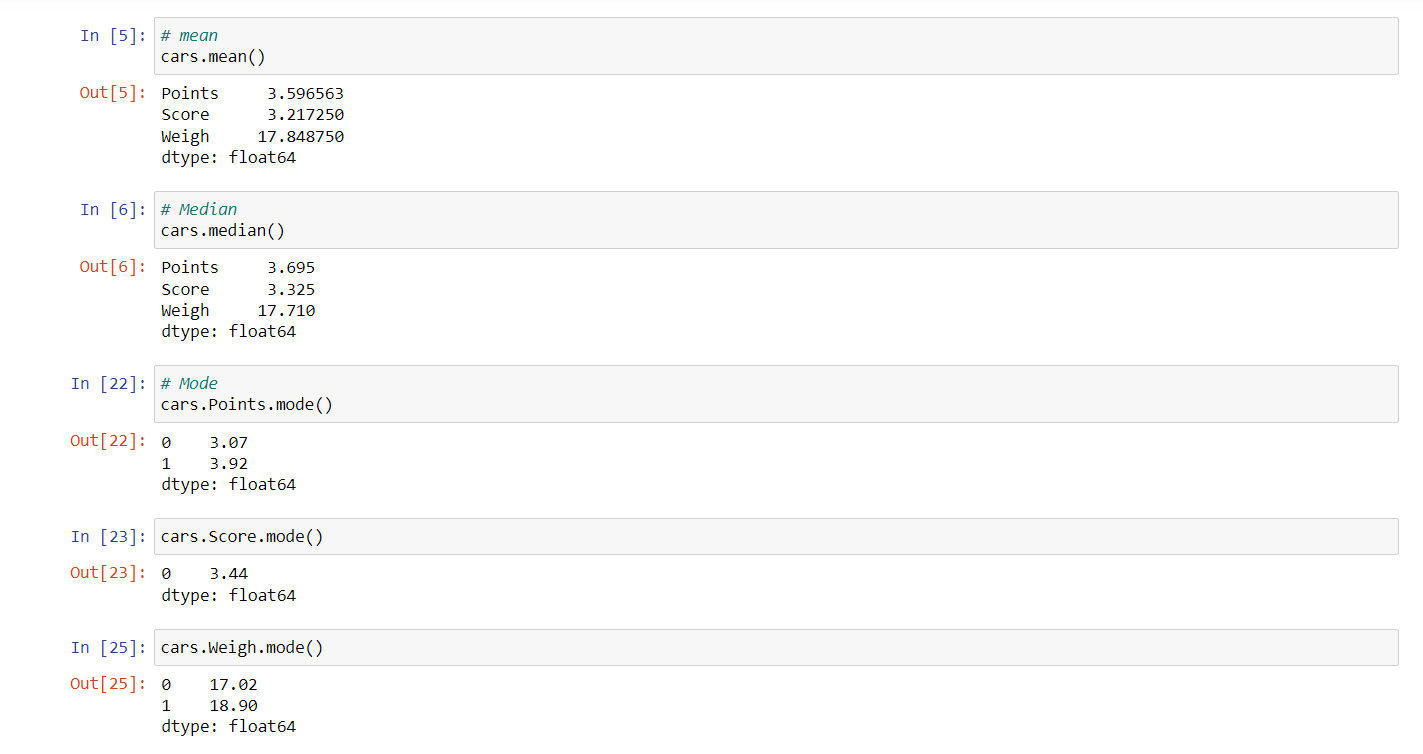 In [5]: # mean
cars.mean()
Out[5]: Points     3.596563
Score      3.217250
Weigh     17.848750
dtype: float64
In [6]: # Median
cars.median()
Out[6]: Points     3.695
Score      3.325
Weigh     17.710
dtype: float64
In [22]: # Mode
cars.Points.mode()
Out[22]: 0    3.07
1    3.92
dtype: float64
In [23]: cars.Score.mode()
Out[23]: 0    3.44
dtype: float64
In [25]: cars.Weigh.mode()
Out[25]: 0    17.02
1    18.90
dtype: float64